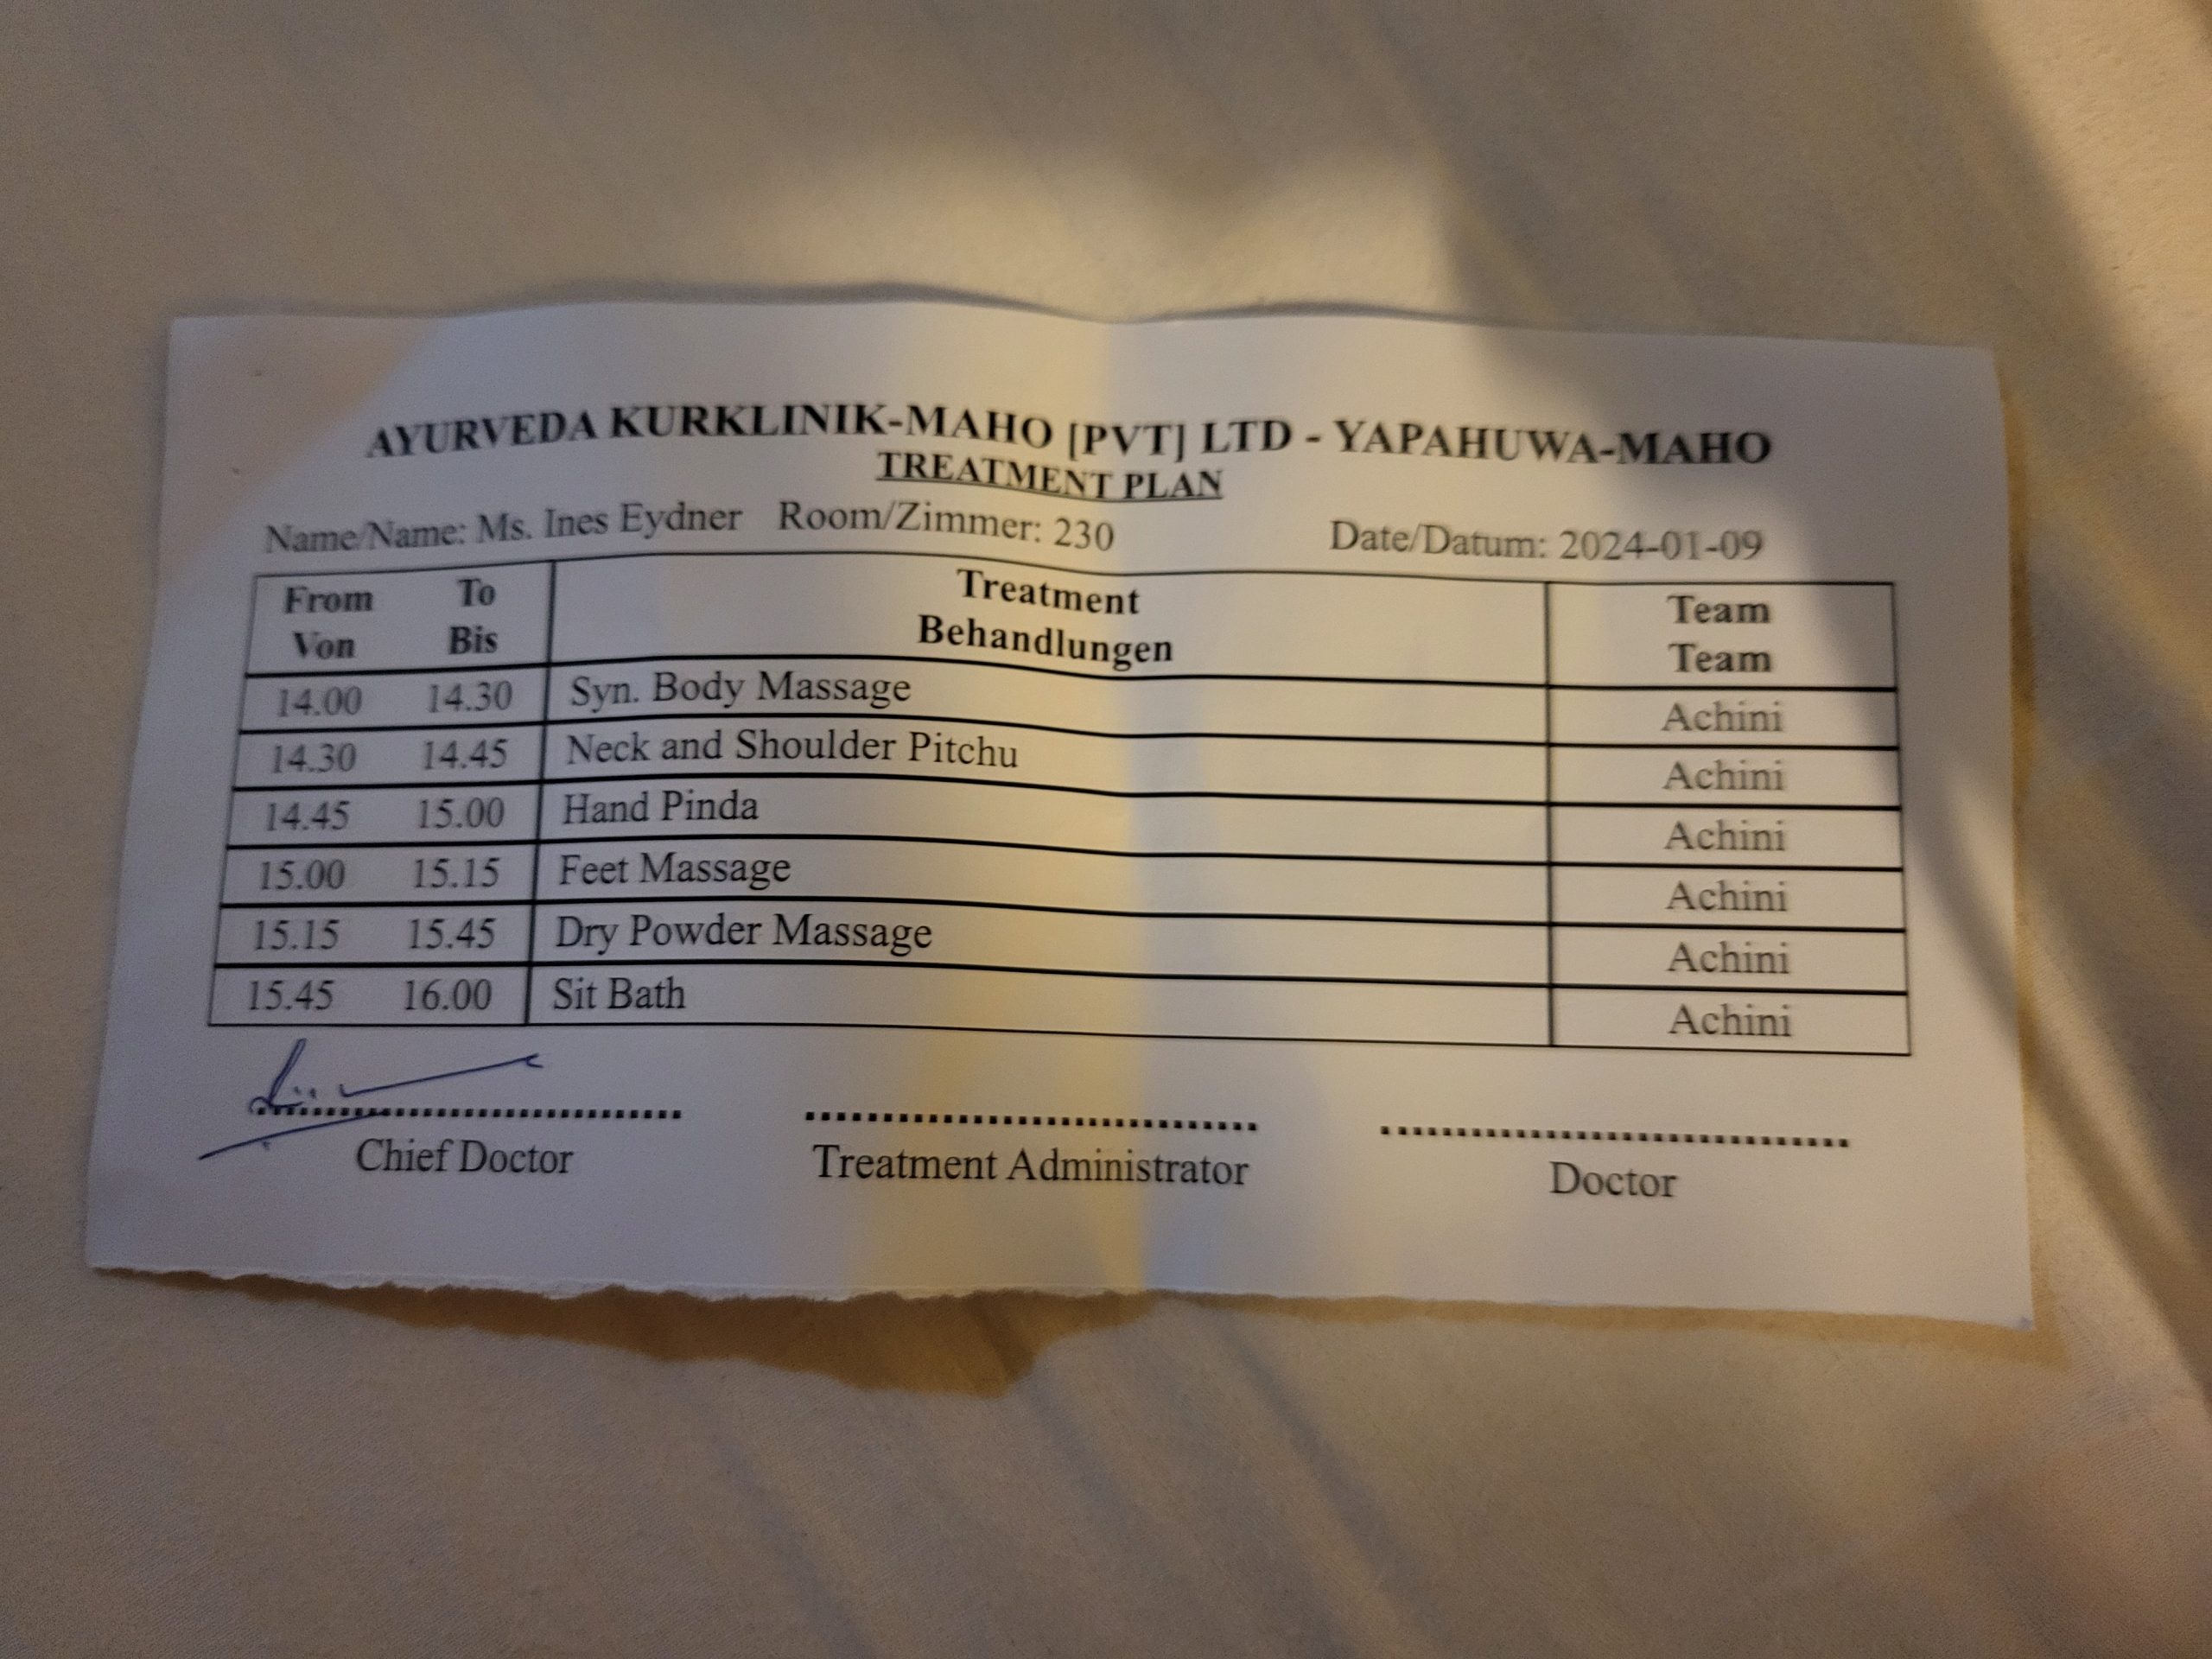 AYURVEDA KURKLINIK-MAHO [PVT] LTD - YAPAHUWA-MAHO
TREATMENT PLAN
Name/Name: Ms. Ines Eydner Room/Zimmer: 230 Date/Datum: 2024-01-09
From To Treatment Team
Von Bis Behandlungen Team
14.00 14.30 Syn. Body Massage Achini
14.30 14.45 Neck and Shoulder Pitchu Achini
14.45 15.00 Hand Pinda Achini
15.00 15.15 Feet Massage Achini
15.15 15.45 Dry Powder Massage Achini
15.45 16.00 Sit Bath Achini
Chief Doctor Treatment Administrator Doctor